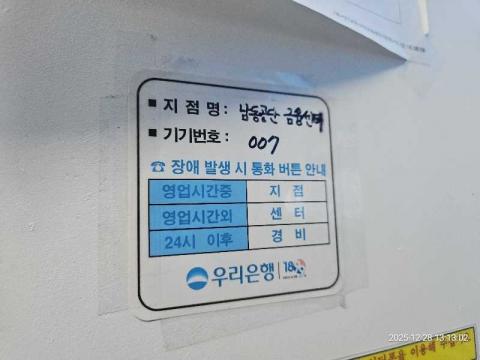 ■ 지 점 명 : 남동공단 금융센터
■ 기기번호 : 007
☎ 장애 발생 시 통화 버튼 안내
영업시간중 지 점
영업시간외 센 터
24시 이후 경 비
우리은행
2025-12-28 13:13:02